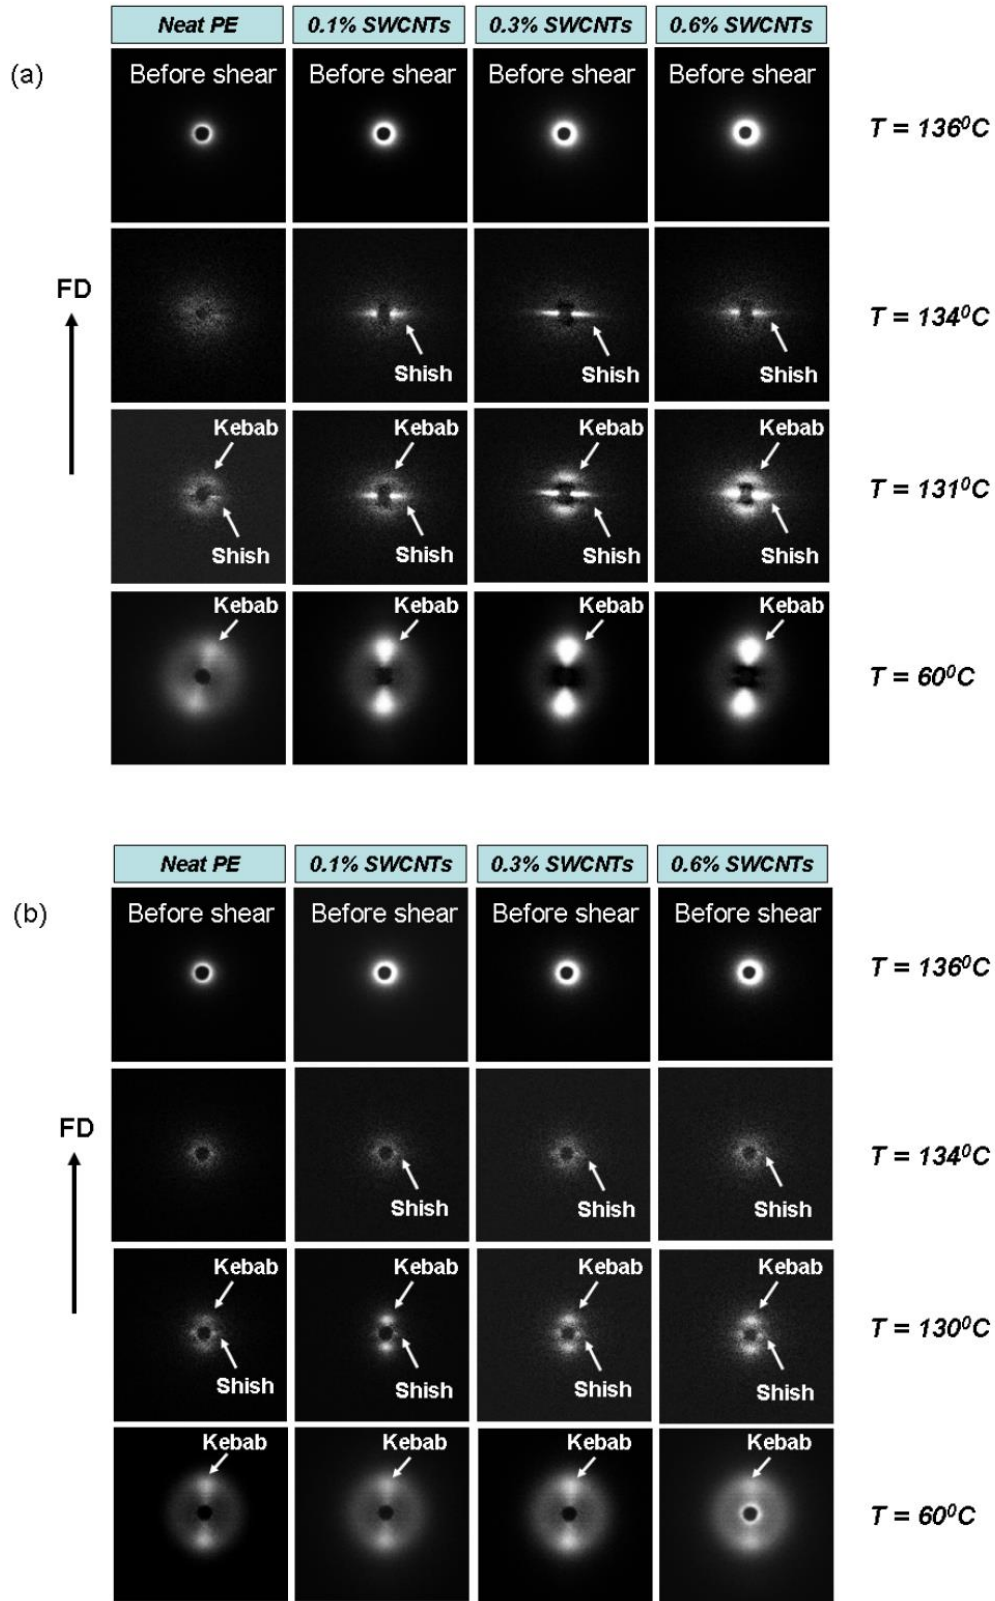 Neat PE 0.1% SWCNTs 0.3% SWCNTs 0.6% SWCNTs
(a) Before shear Before shear Before shear Before shear T = 136⁰C
FD Shish Shish Shish T = 134⁰C
Kebab Kebab Kebab Kebab T = 131⁰C
Shish Shish Shish Shish
Kebab Kebab Kebab Kebab T = 60⁰C
Neat PE 0.1% SWCNTs 0.3% SWCNTs 0.6% SWCNTs
(b) Before shear Before shear Before shear Before shear T = 136⁰C
FD Shish Shish Shish T = 134⁰C
Kebab Kebab Kebab Kebab T = 130⁰C
Shish Shish Shish Shish
Kebab Kebab Kebab Kebab T = 60⁰C